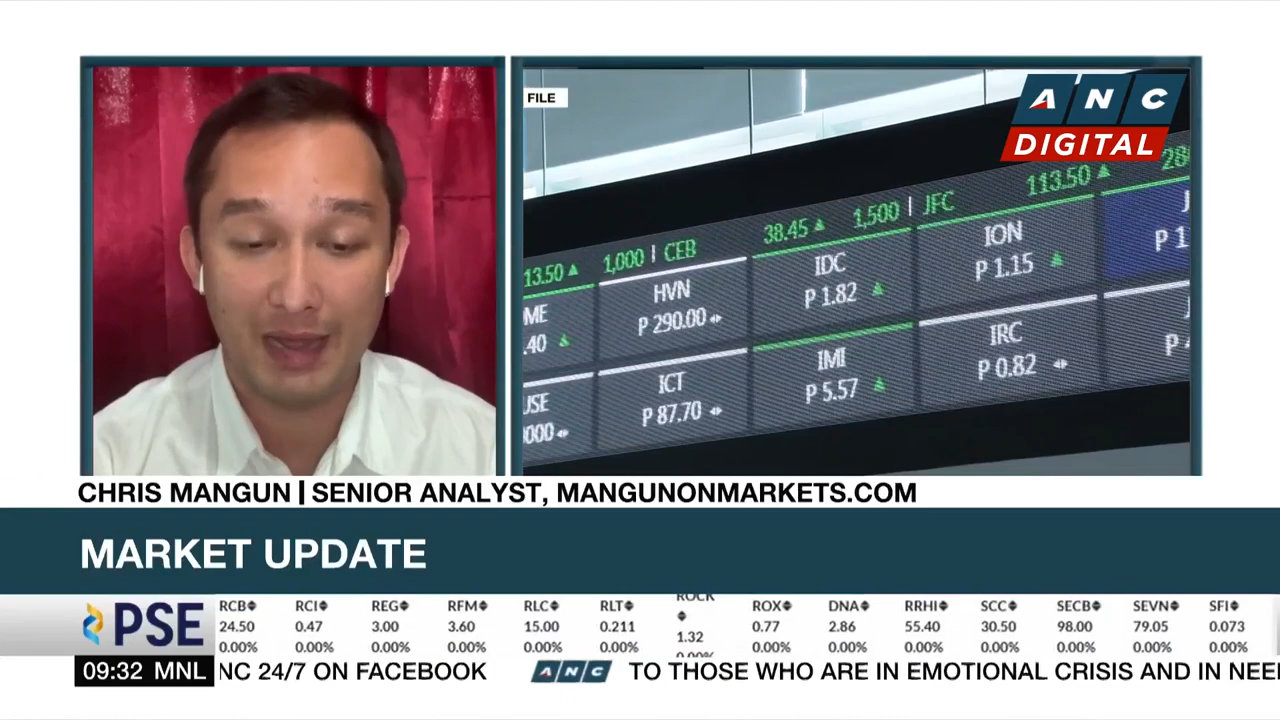 FILE
ANC
DIGITAL
13.50 ▲ 1,000 | CEB 38.45 ▲ 1,500 | JFC 113.50 ▲
HVN
P 290.00
IDC
P 1.82 ▲
ION
P 1.15 ▲
.40 ▲
ICT
P 87.70
IMI
P 5.57 ▲
IRC
P 0.82
CHRIS MANGUN | SENIOR ANALYST, MANGUNONMARKETS.COM
MARKET UPDATE
PSE
RCB RCI REG RFM RLC RLT ROCK ROX DNA RRHI SCC SECB SEVN SFI
24.50 0.47 3.00 3.60 15.00 0.211 1.32 0.77 2.86 55.40 30.50 98.00 79.05 0.073
0.00% 0.00% 0.00% 0.00% 0.00% 0.00% 0.00% 0.00% 0.00% 0.00% 0.00% 0.00% 0.00% 0.00%
09:32 MNL
NC 24/7 ON FACEBOOK ANC TO THOSE WHO ARE IN EMOTIONAL CRISIS AND IN NEE